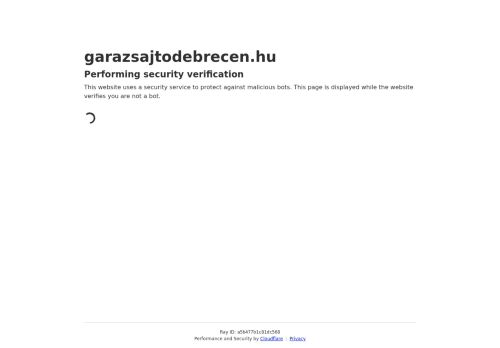 garazsajtodebrecen.hu
Performing security verification
This website uses a security service to protect against malicious bots. This page is displayed while the website
verifies you are not a bot.
Ray ID: a5b477b1c81dc568
Performance and Security by Cloudflare | Privacy